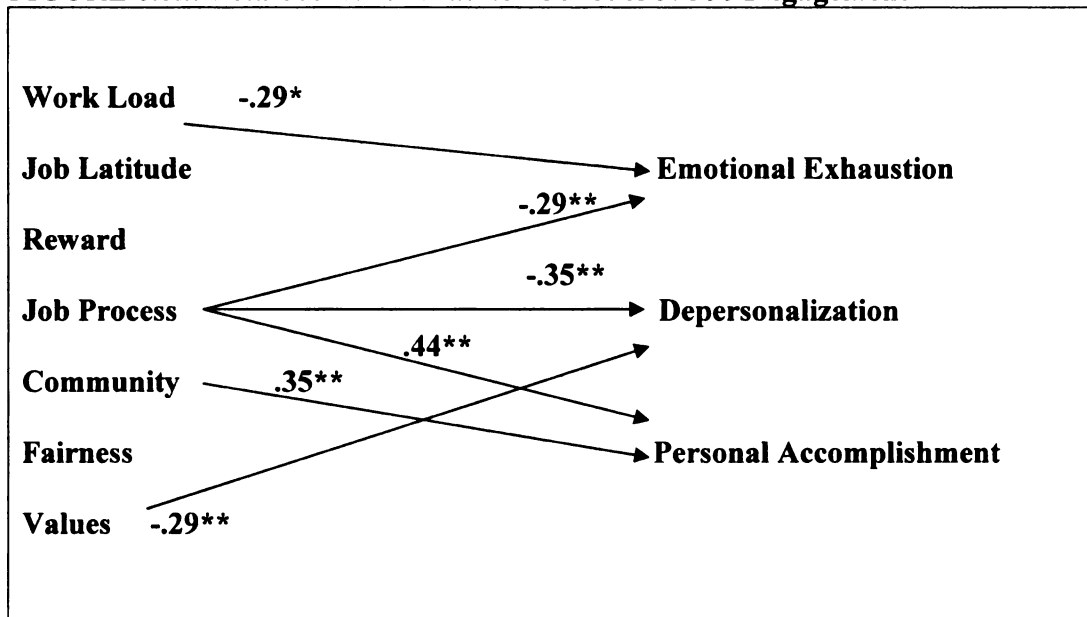 Work Load -.29*
Job Latitude Emotional Exhaustion
-.29**
Reward
-.35**
Job Process Depersonalization
.44**
Community .35**
Fairness Personal Accomplishment
Values -.29**